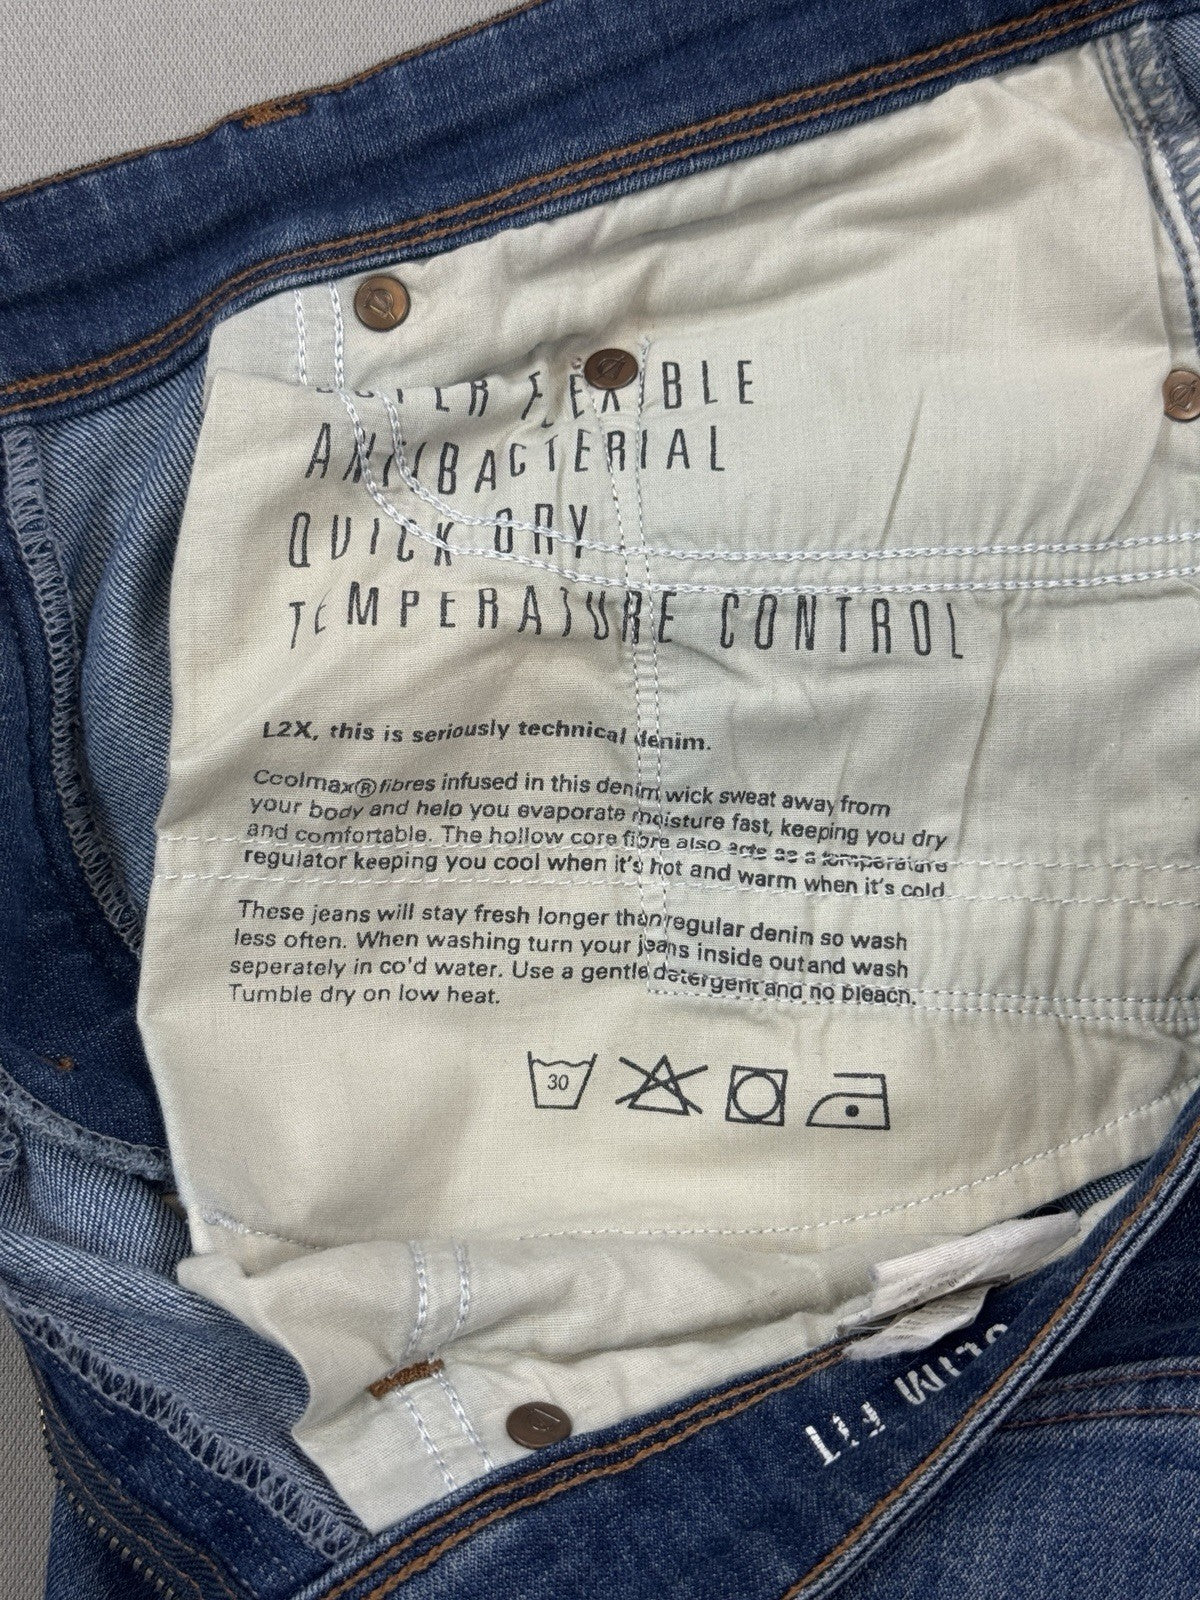 FLEXIBLE
ANTIBACTERIAL
QUICK DRY
TEMPERATURE CONTROL
L2X, this is seriously technical denim.
Coolmax® fibres infused in this denim wick sweat away from
your body and help you evaporate moisture fast, keeping you dry
and comfortable. The hollow core fibre also acts as a temperature
regulator keeping you cool when it's hot and warm when it's cold
These jeans will stay fresh longer than regular denim so wash
less often. When washing turn your jeans inside out and wash
seperately in co'd water. Use a gentle detergent and no bleach.
Tumble dry on low heat.
30